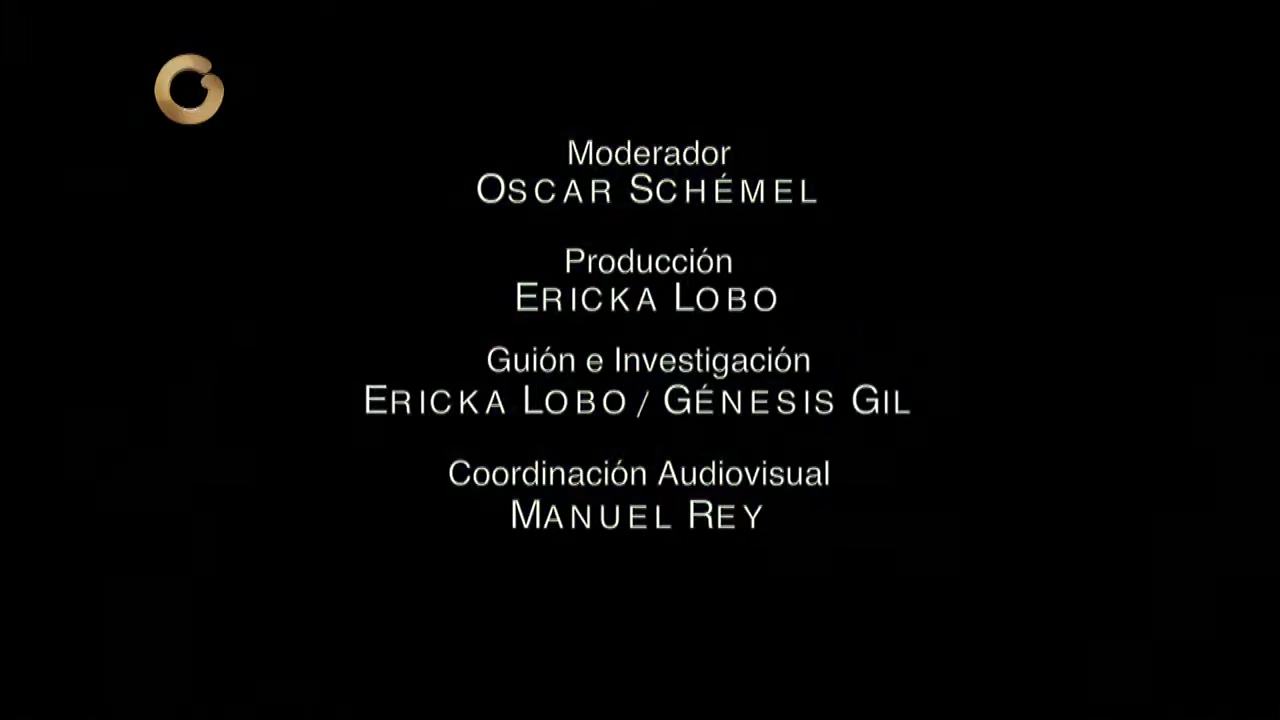 Moderador
OSCAR SCHÉMEL
Producción
ERICKA LOBO
Guión e Investigación
ERICKA LOBO / GÉNESIS GIL
Coordinación Audiovisual
MANUEL REY